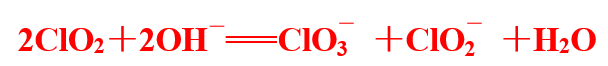 2ClO₂+2OH⁻══ClO₃⁻ +ClO₂⁻ +H₂O